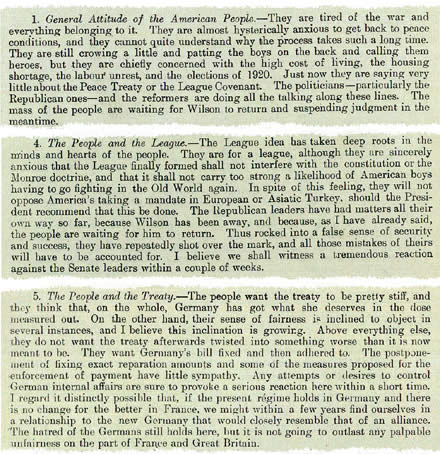 1. General Attitude of the American People.—They are tired of the war and
everything belonging to it. They are almost hysterically anxious to get back to peace
conditions, and they cannot quite understand why the process takes such a long time.
They are still crowing a little and patting the boys on the back and calling them
heroes, but they are chiefly concerned with the high cost of living, the housing
shortage, the labour unrest, and the elections of 1920. Just now they are saying very
little about the Peace Treaty or the League Covenant. The politicians—particularly the
Republican ones—and the reformers are doing all the talking along these lines. The
mass of the people are waiting for Wilson to return and suspending judgment in the
meantime.
4. The People and the League.—The League idea has taken deep roots in the
minds and hearts of the people. They are for a league, although they are sincerely
anxious that the League finally formed shall not interfere with the constitution or the
Monroe doctrine, and that it shall not carry too strong a likelihood of American boys
having to go fighting in the Old World again. In spite of this feeling, they will not
oppose America's taking a mandate in European or Asiatic Turkey, should the Presi-
dent recommend that this be done. The Republican leaders have had matters all their
own way so far, because Wilson has been away, and because, as I have already said,
the people are waiting for him to return. Thus rocked into a false sense of security
and success, they have repeatedly shot over the mark, and all those mistakes of theirs
will have to be accounted for. I believe we shall witness a tremendous reaction
against the Senate leaders within a couple of weeks.
5. The People and the Treaty.—The people want the treaty to be pretty stiff, and
they think that, on the whole, Germany has got what she deserves in the dose
measured out. On the other hand, their sense of fairness is inclined to object in
several instances, and I believe this inclination is growing. Above everything else,
they do not want the treaty afterwards twisted into something worse than it is now
meant to be. They want Germany's bill fixed and then adhered to. The postpone-
ment of fixing exact reparation amounts and some of the measures proposed for the
enforcement of payment have little sympathy. Any attempts or desires to control
German internal affairs are sure to provoke a serious reaction here within a short time.
I regard it distinctly possible that, if the present régime holds in Germany and there
is no change for the better in France, we might within a few years find ourselves in
a relationship to the new Germany that would closely resemble that of an alliance.
The hatred of the Germans still holds here, but it is not going to outlast any palpable
unfairness on the part of France and Great Britain.